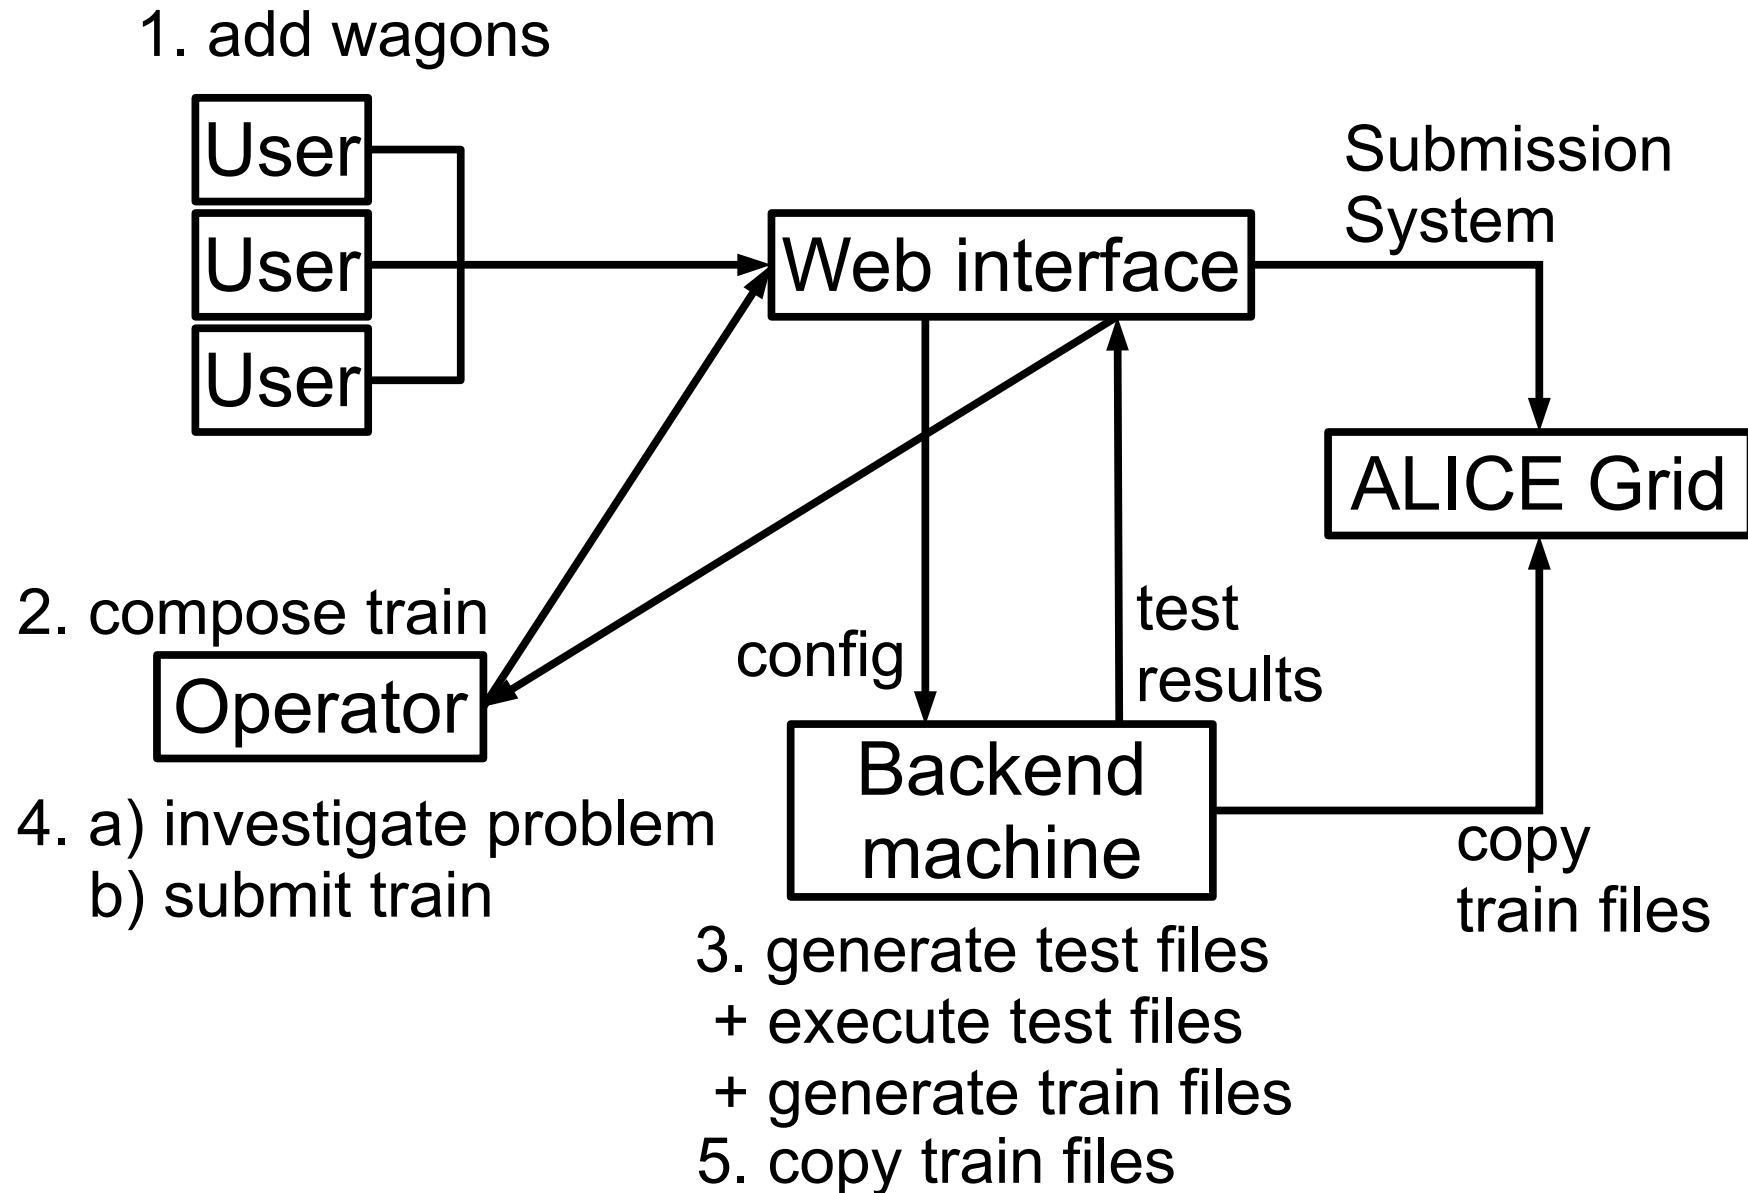 1. add wagons
User
User
User
Web interface
Submission
System
ALICE Grid
2. compose train
Operator
4. a) investigate problem
b) submit train
config
test
results
Backend
machine
copy
train files
3. generate test files
+ execute test files
+ generate train files
5. copy train files